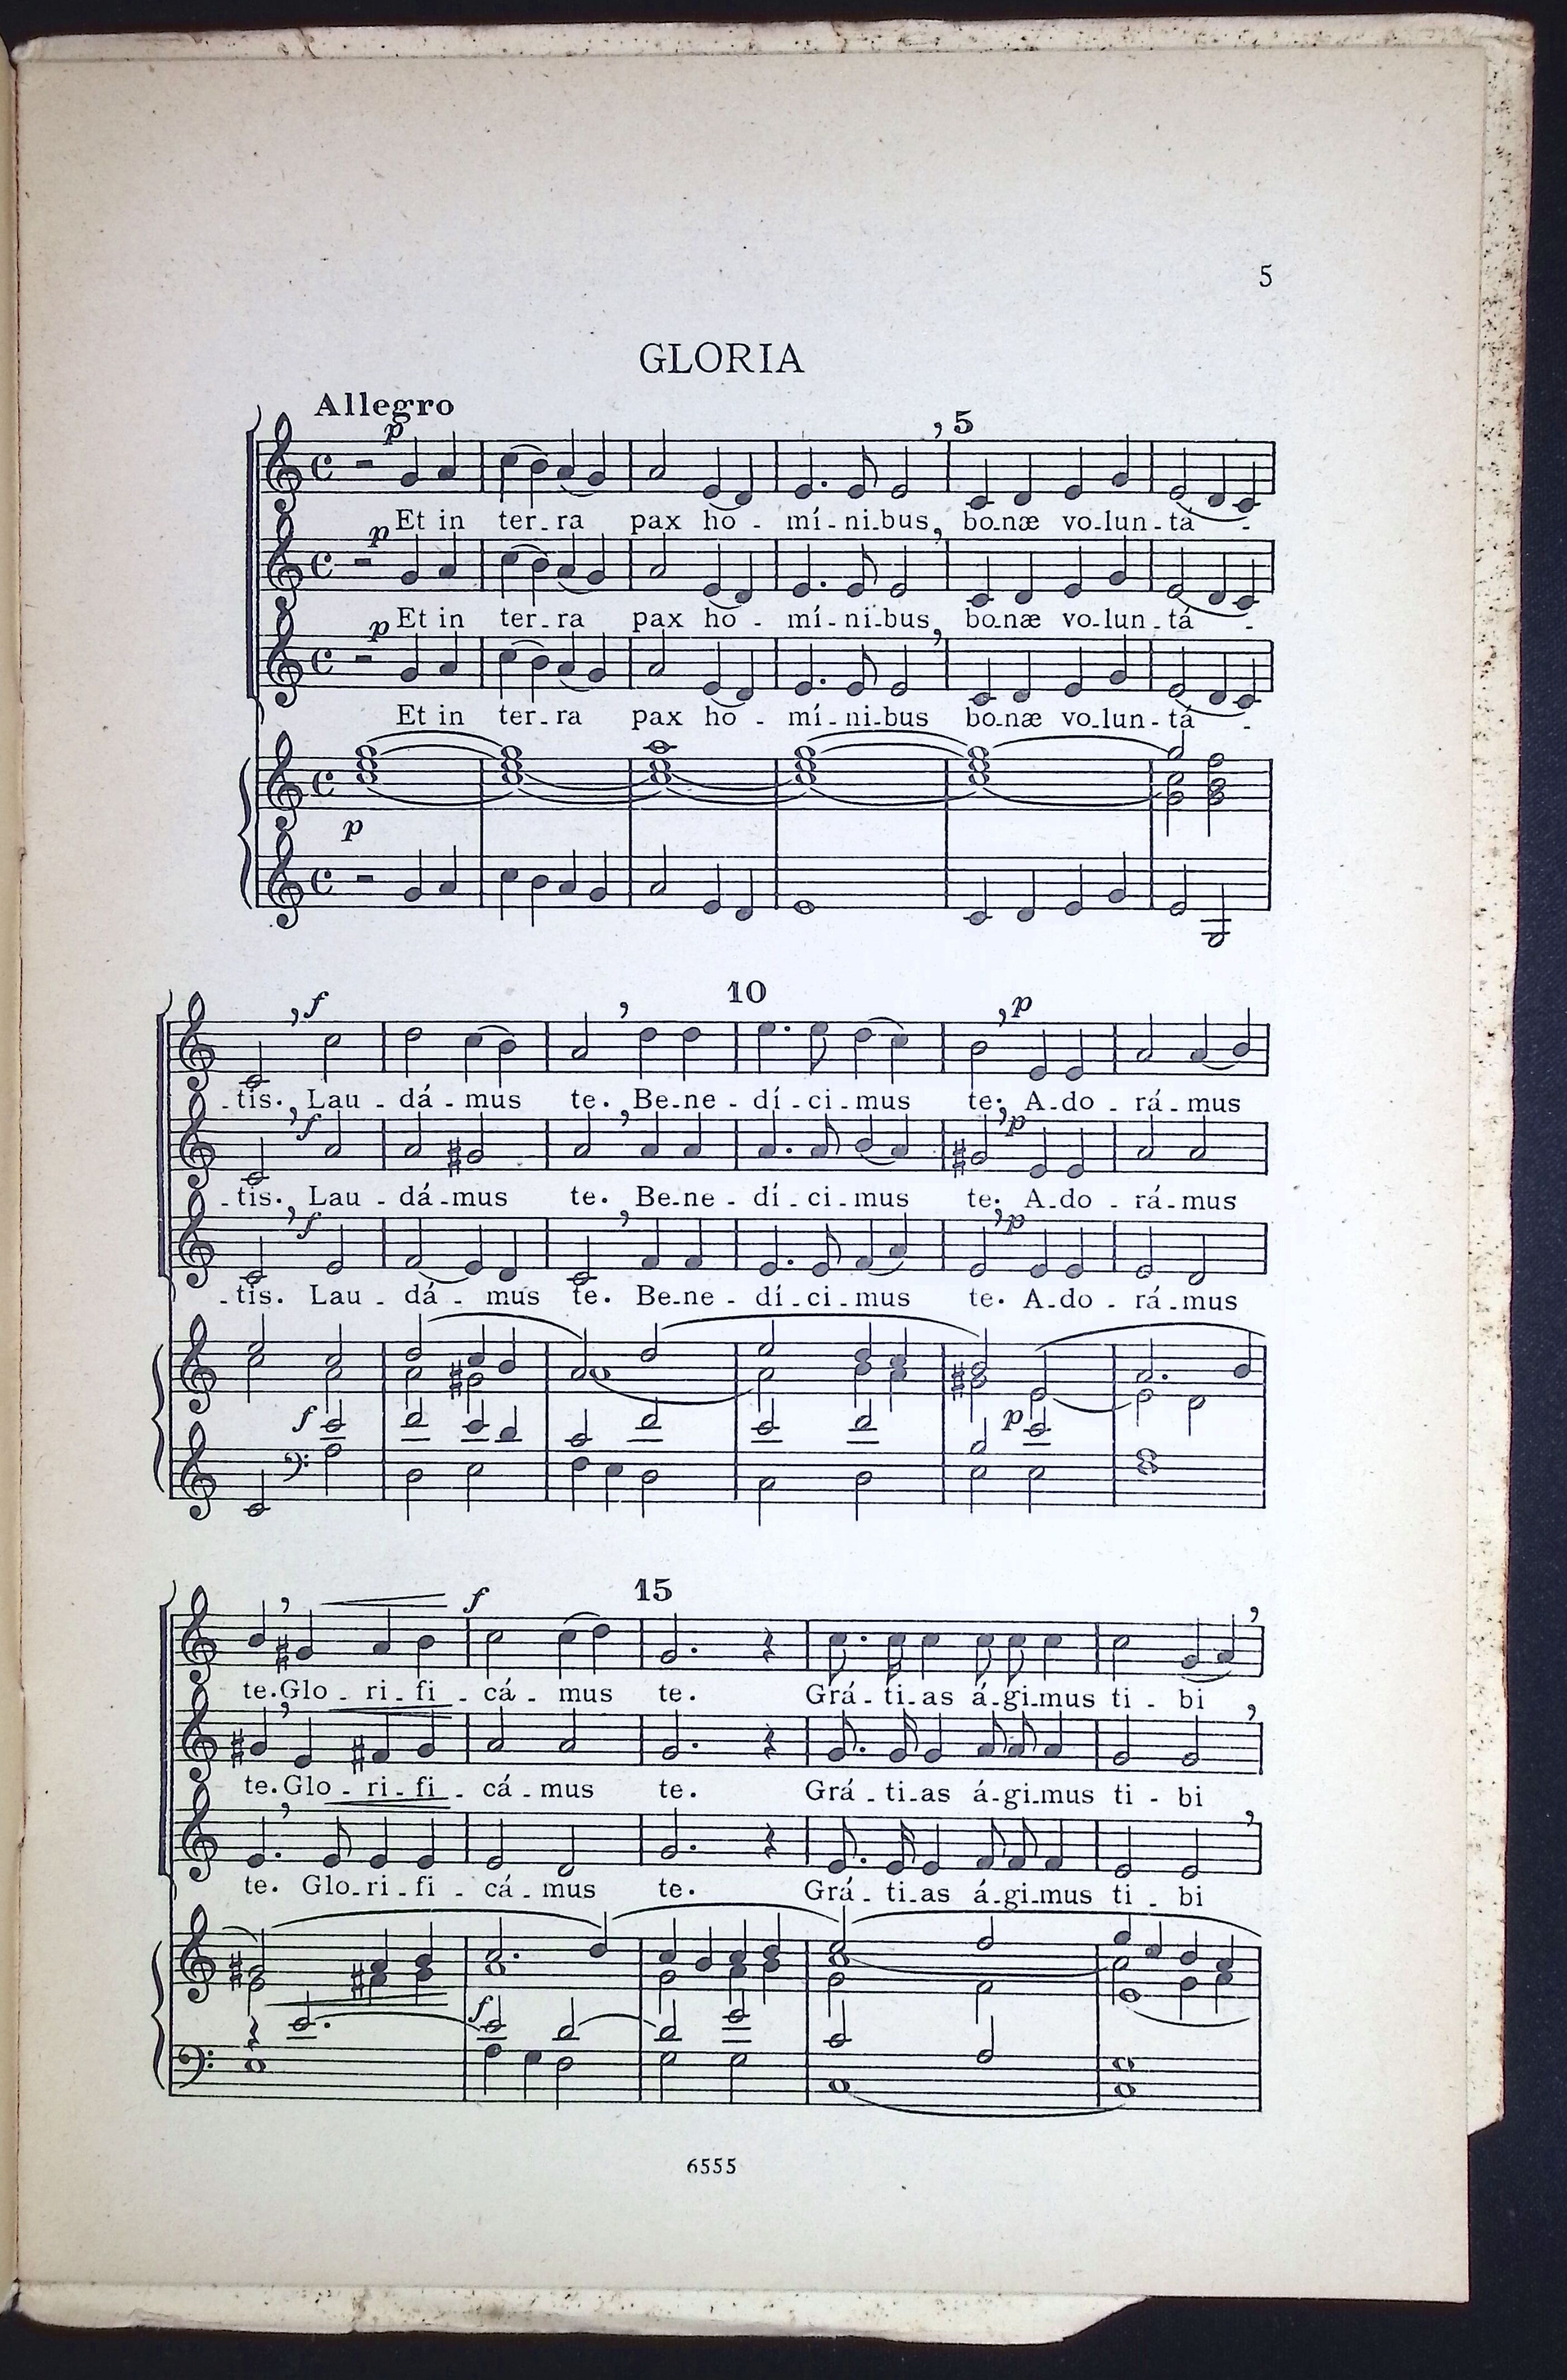 5
GLORIA
Allegro
p
5
Et in ter-ra pax ho - mí-ni-bus, bo-næ vo-lun-tá -
p
Et in ter-ra pax ho - mí-ni-bus, bo-næ vo-lun-tá -
p
Et in ter-ra pax ho - mí-ni-bus bo-næ vo-lun-tá -
p
10
f p
-tis. Lau - dá - mus te. Be-ne - dí - ci - mus te. A-do - rá - mus
f p
-tis. Lau - dá - mus te. Be-ne - dí - ci - mus te. A-do - rá - mus
f p
-tis. Lau - dá - mus te. Be-ne - dí - ci - mus te. A-do - rá - mus
f p
f 15
te. Glo - ri - fi - cá - mus te. Grá - ti-as á-gi-mus ti - bi
te. Glo - ri - fi - cá - mus te. Grá - ti-as á-gi-mus ti - bi
te. Glo-ri - fi - cá - mus te. Grá - ti-as á-gi-mus ti - bi
f
6555